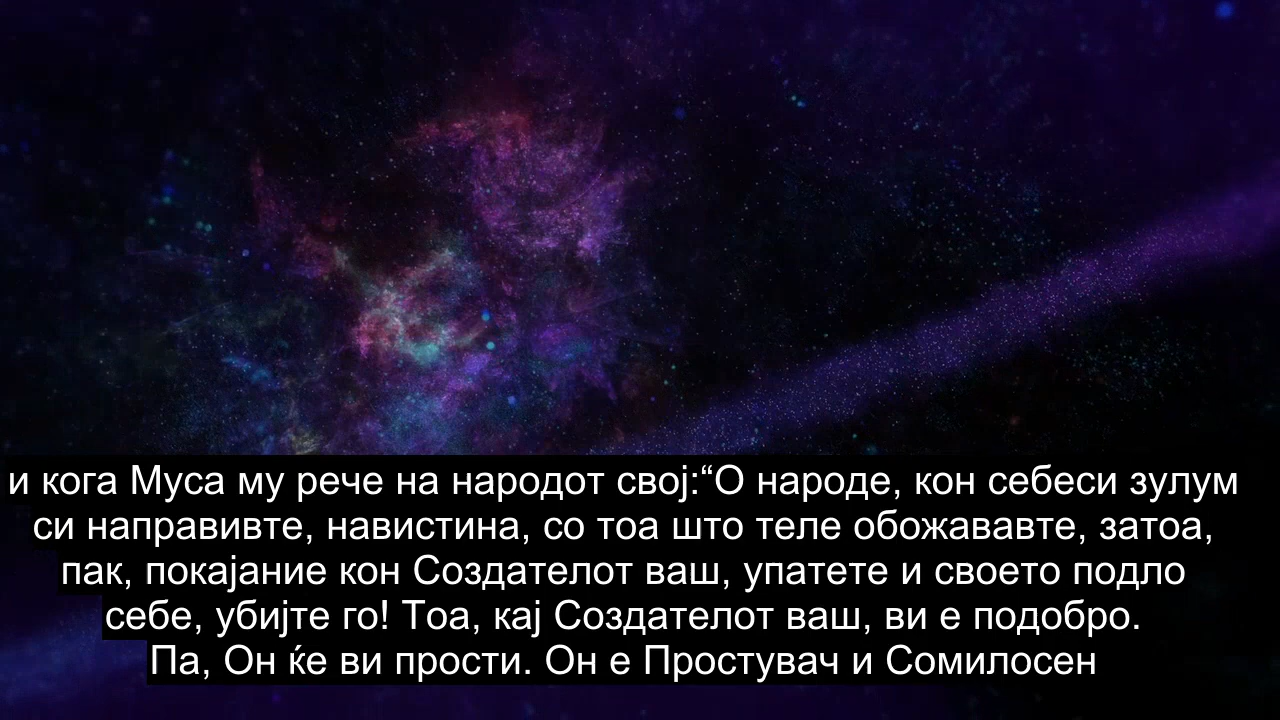 и кога Муса му рече на народот свој:“О народе, кон себеси зулум
си направивте, навистина, со тоа што теле обожававте, затоа,
пак, покајание кон Создателот ваш, упатете и своето подло
себе, убијте го! Тоа, кај Создателот ваш, ви е подобро.
Па, Он ќе ви прости. Он е Простувач и Сомилосен